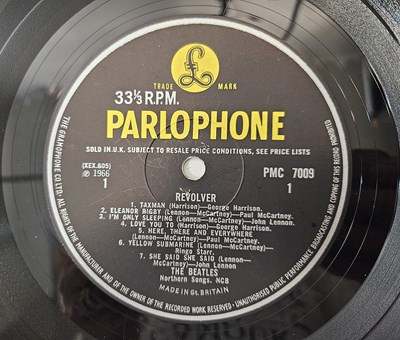 £
TRADE MARK
33⅓ R.P.M.
PARLOPHONE
SOLD IN U.K. SUBJECT TO RESALE PRICE CONDITIONS, SEE PRICE LISTS
(XEX.605)
℗ 1966
1
PMC 7009
1
REVOLVER
1. TAXMAN (Harrison)—George Harrison.
2. ELEANOR RIGBY (Lennon—McCartney)—Paul McCartney.
3. I'M ONLY SLEEPING (Lennon—McCartney)—John Lennon
4. LOVE YOU TO (Harrison)—George Harrison.
5. HERE, THERE AND EVERYWHERE (Lennon—
McCartney)—Paul McCartney.
6. YELLOW SUBMARINE (Lennon—McCartney)—
Ringo Starr.
7. SHE SAID SHE SAID (Lennon—
McCartney)—John Lennon
THE BEATLES
Northern Songs, NCB
MADE IN GT. BRITAIN
THE GRAMOPHONE CO. LTD. ALL RIGHTS OF THE MANUFACTURER AND OF THE OWNER OF THE RECORDED WORK RESERVED. UNAUTHORISED PUBLIC PERFORMANCE, BROADCASTING AND COPYING OF THIS RECORD PROHIBITED